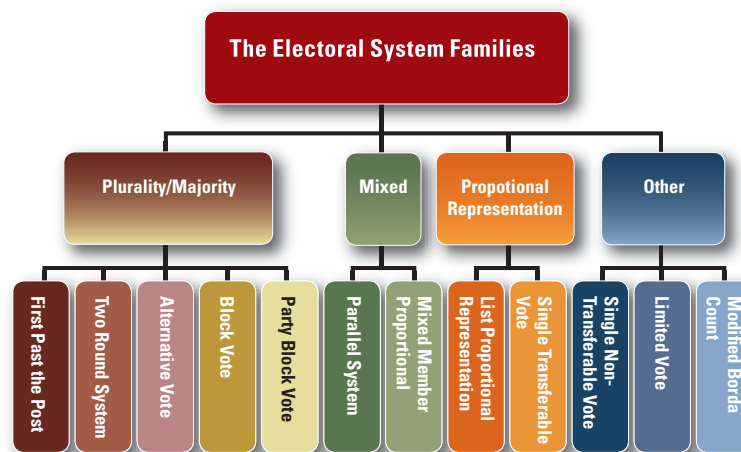 The Electoral System Families
Plurality/Majority
Mixed
Propotional
Representation
Other
First Past the Post
Two Round System
Alternative Vote
Block Vote
Party Block Vote
Parallel System
Mixed Member
Proportional
List Proportional
Representation
Single Transferable
Vote
Single Non-
Transferable Vote
Limited Vote
Modified Borda
Count